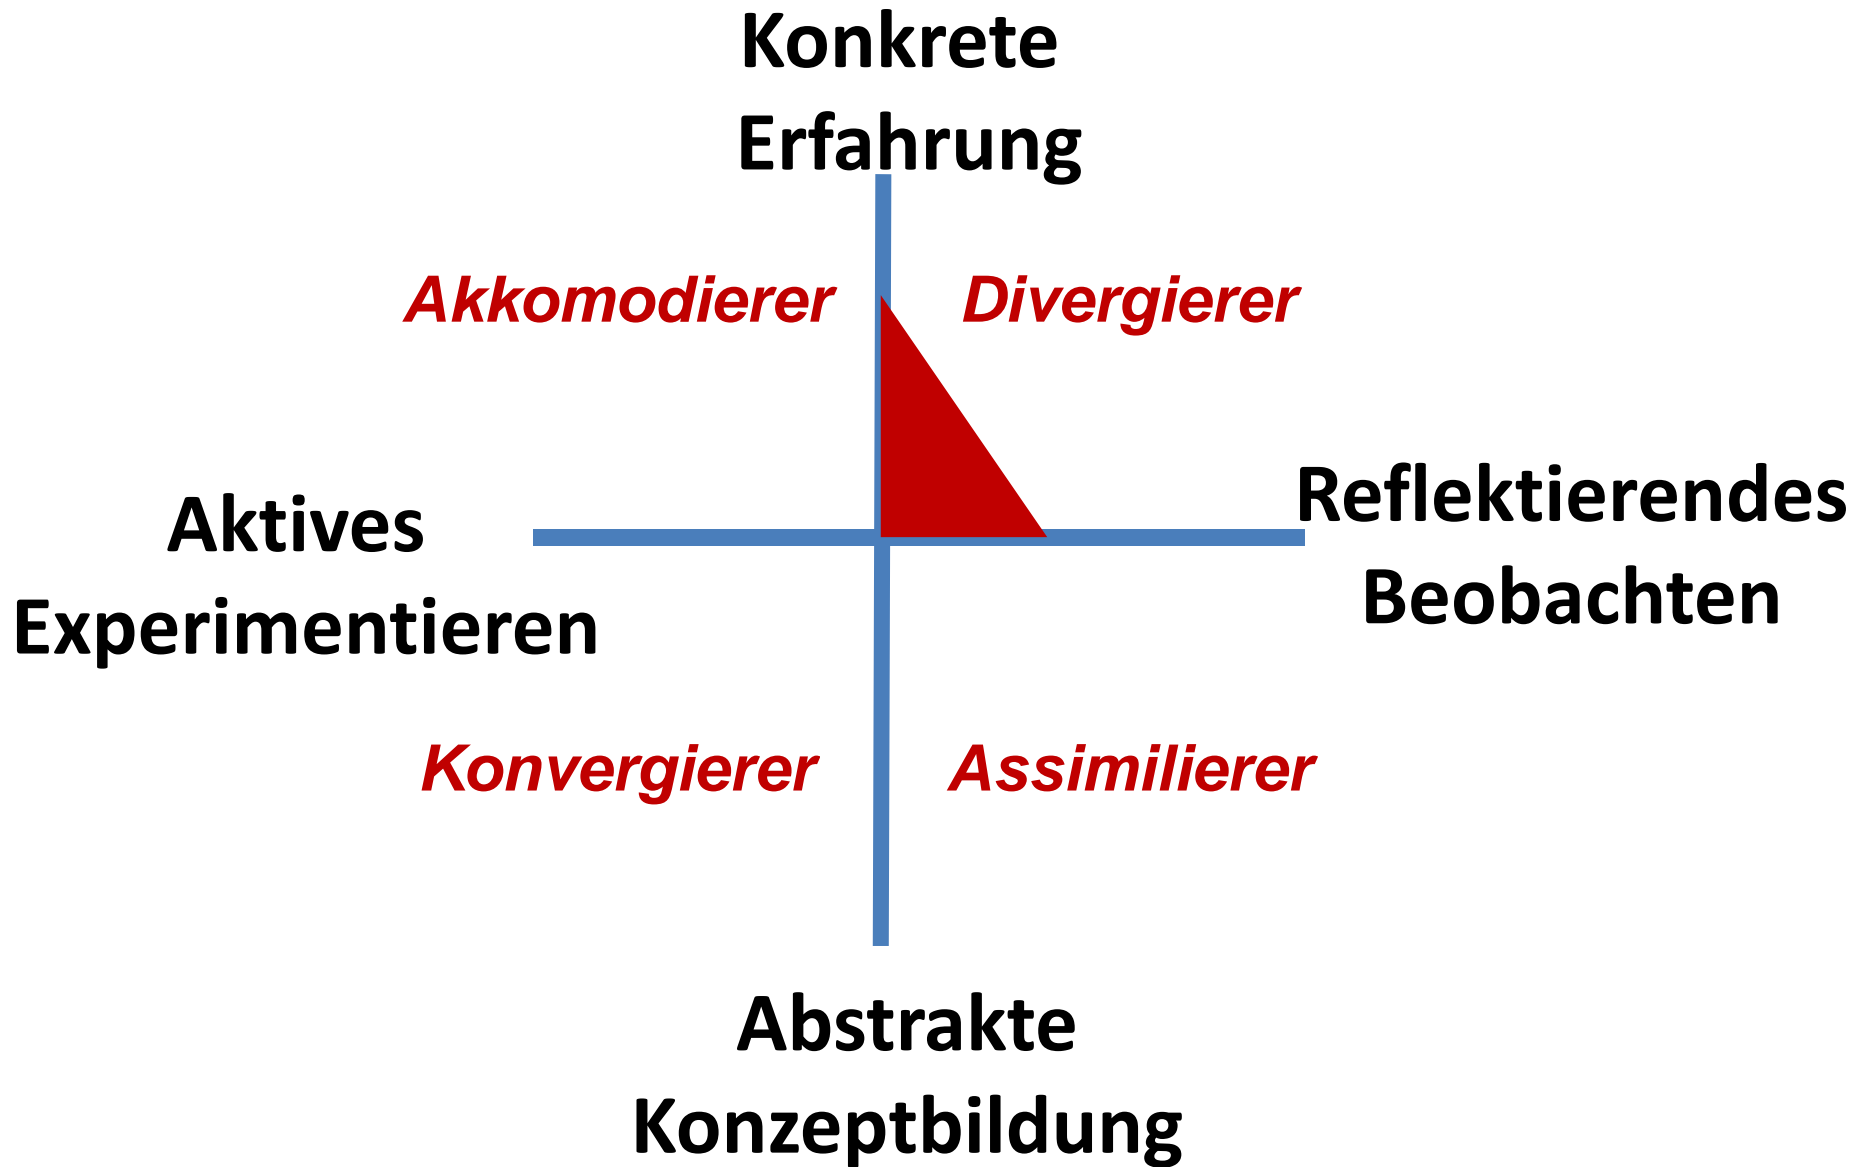 Konkrete
Erfahrung
Akkomodierer
Divergierer
Aktives
Experimentieren
Reflektierendes
Beobachten
Konvergierer
Assimilierer
Abstrakte
Konzeptbildung